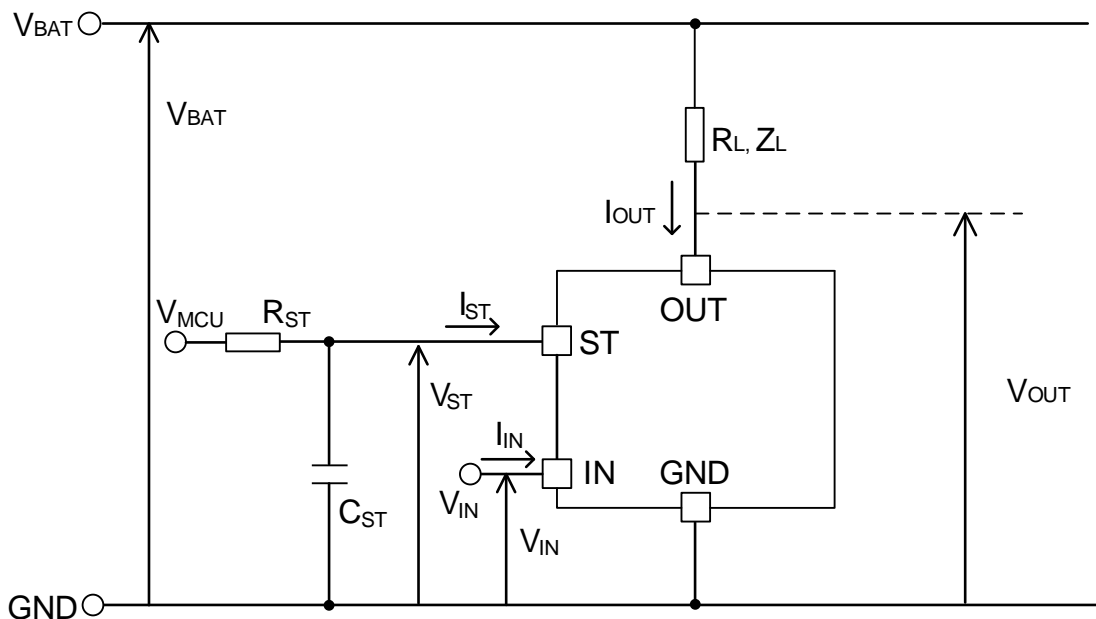 VBAT
VBAT
RL, ZL
IOUT
OUT
VMCU
RST
IST
ST
VST
VOUT
IIN
IN
GND
VIN
CST
VIN
GND